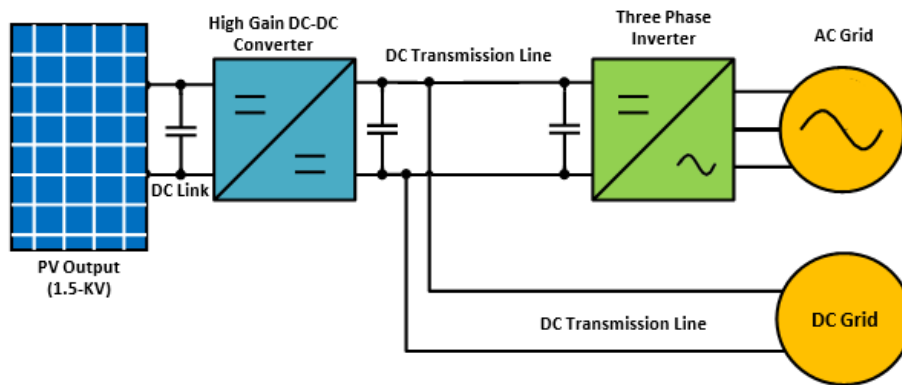 High Gain DC-DC
Converter
Three Phase
Inverter
AC Grid
DC Transmission Line
DC Link
PV Output
(1.5-KV)
DC Transmission Line
DC Grid